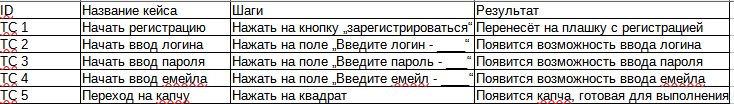 ID Название кейса Шаги Результат
TC 1 Начать регистрацию Нажать на кнопку „зарегистрироваться“ Перенесёт на плашку с регистрацией
TC 2 Начать ввод логина Нажать на поле „Введите логин - ____“ Появится возможность ввода логина
TC 3 Начать ввод пароля Нажать на поле „Введите пароль - ___“ Появится возможность ввода пароля
TC 4 Начать ввод емейла Нажать на поле „Введите емейл - ____“ Появится возможность ввода емейла
TC 5 Переход на капчу Нажать на квадрат Появится капча, готовая для выполнения